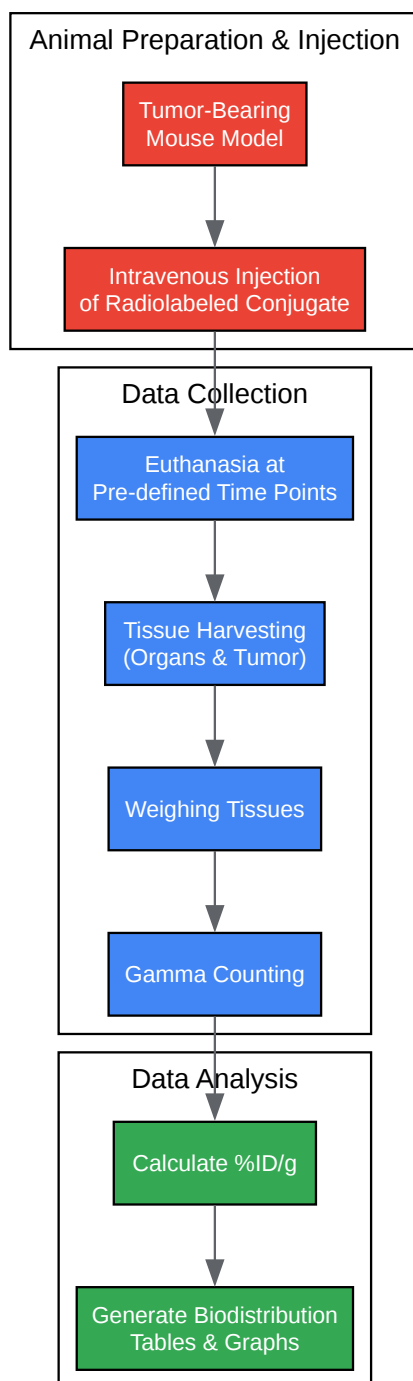 Animal Preparation & Injection
Tumor-Bearing
Mouse Model
Intravenous Injection
of Radiolabeled Conjugate
Data Collection
Euthanasia at
Pre-defined Time Points
Tissue Harvesting
(Organs & Tumor)
Weighing Tissues
Gamma Counting
Data Analysis
Calculate %ID/g
Generate Biodistribution
Tables & Graphs